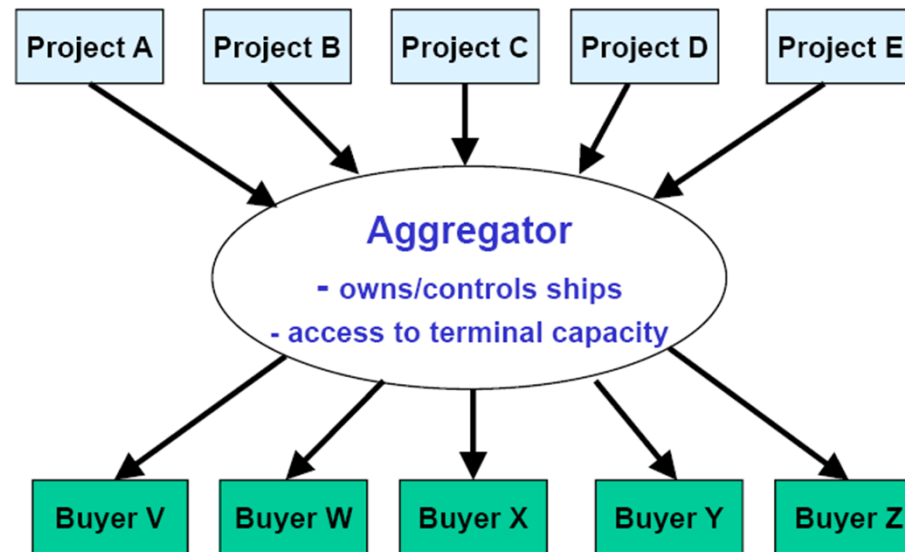 Project A
Project B
Project C
Project D
Project E
Aggregator
- owns/controls ships
- access to terminal capacity
Buyer V
Buyer W
Buyer X
Buyer Y
Buyer Z